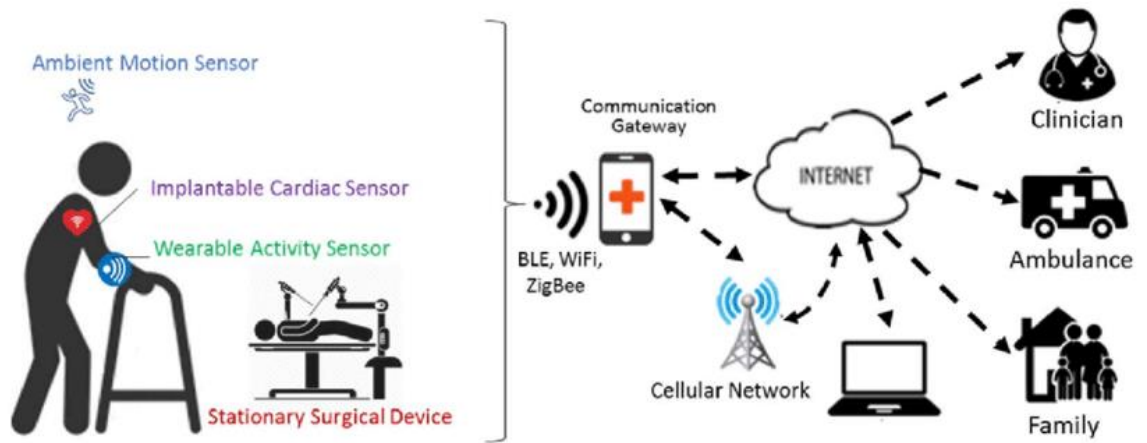 Ambient Motion Sensor
Implantable Cardiac Sensor
Wearable Activity Sensor
Stationary Surgical Device
Communication
Gateway
BLE, WiFi,
ZigBee
INTERNET
Cellular Network
Clinician
Ambulance
Family